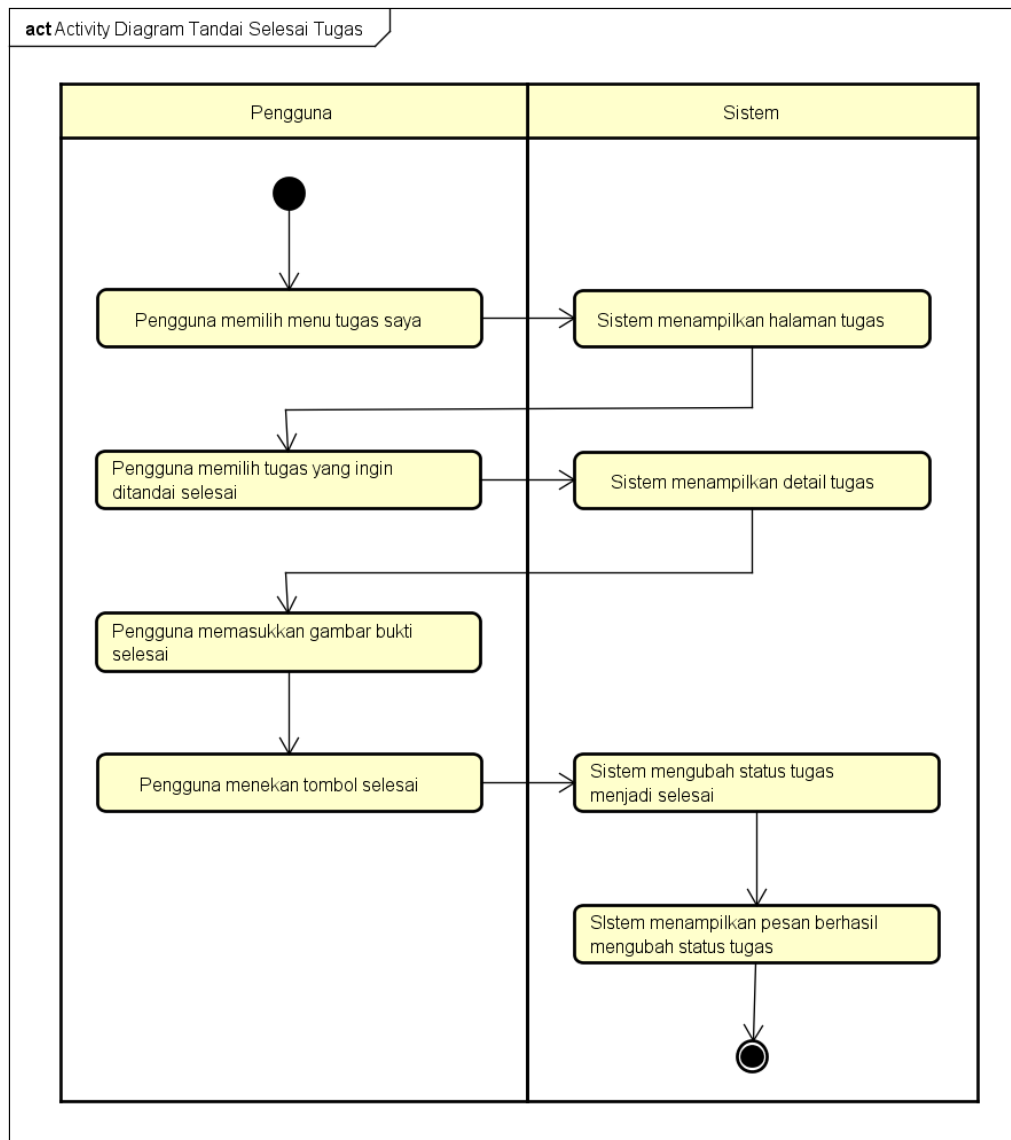 act Activity Diagram Tandai Selesai Tugas
Pengguna
Sistem
Pengguna memilih menu tugas saya
Sistem menampilkan halaman tugas
Pengguna memilih tugas yang ingin
ditandai selesai
Sistem menampilkan detail tugas
Pengguna memasukkan gambar bukti
selesai
Pengguna menekan tombol selesai
Sistem mengubah status tugas
menjadi selesai
SIstem menampilkan pesan berhasil
mengubah status tugas